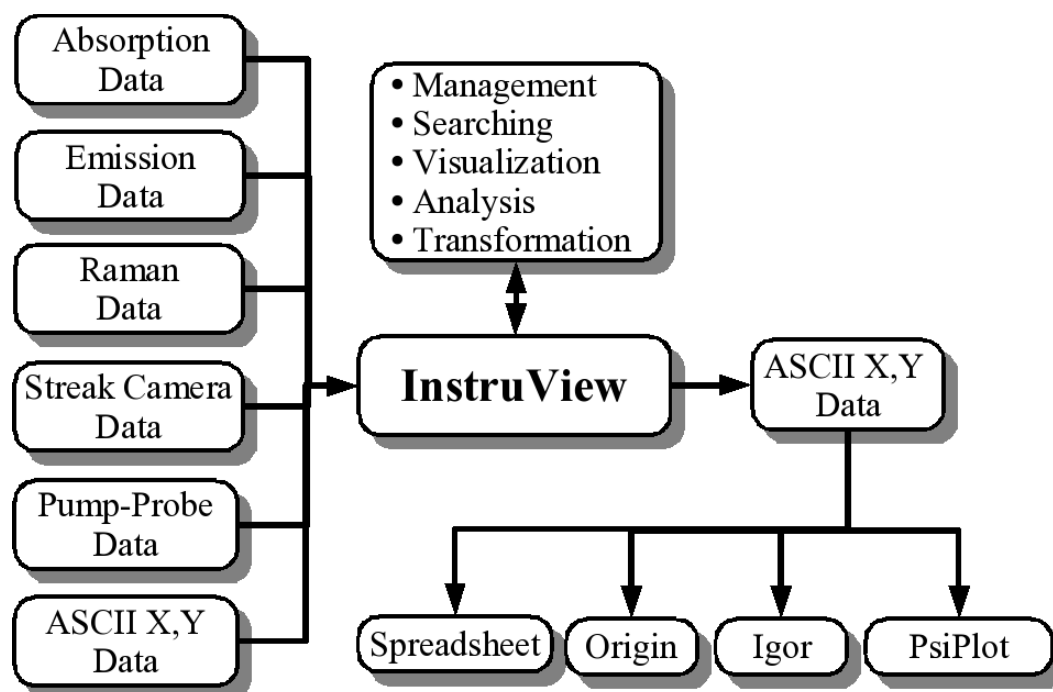 Absorption
Data
Emission
Data
Raman
Data
Streak Camera
Data
Pump-Probe
Data
ASCII X,Y
Data
• Management
• Searching
• Visualization
• Analysis
• Transformation
InstruView
ASCII X,Y
Data
Spreadsheet
Origin
Igor
PsiPlot